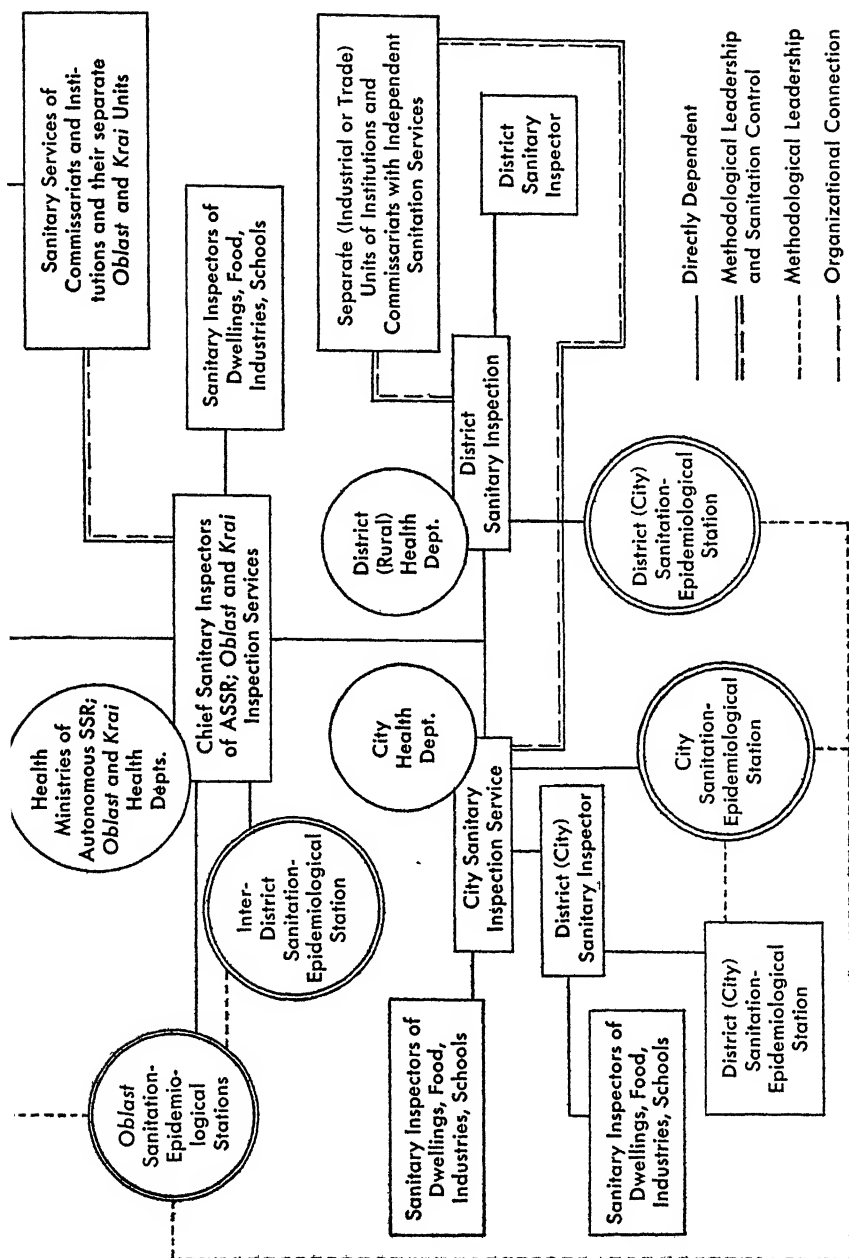 Sanitary Services of
Commissariats and Insti-
tutions and their separate
Oblast and Krai Units
Health
Ministries of
Autonomous SSR;
Oblast and Krai
Health
Depts.
Chief Sanitary Inspectors
of ASSR; Oblast and Krai
Inspection Services
Sanitary Inspectors of
Dwellings, Food,
Industries, Schools
Oblast
Sanitation-
Epidemio-
logical
Stations
Inter-
District
Sanitation-
Epidemiological
Station
City
Health
Dept.
City Sanitary
Inspection Service
District
(Rural)
Health
Dept.
District
Sanitary Inspection
Separate (Industrial or Trade)
Units of Institutions and
Commissariats with Independent
Sanitation Services
District
Sanitary
Inspector
Sanitary Inspectors of
Dwellings, Food,
Industries, Schools
District (City)
Sanitary Inspector
Sanitary Inspectors of
Dwellings, Food,
Industries, Schools
District (City)
Sanitation-
Epidemiological
Station
City
Sanitation-
Epidemiological
Station
District (City)
Sanitation-
Epidemiological
Station
Directly Dependent
Methodological Leadership
and Sanitation Control
Methodological Leadership
Organizational Connection